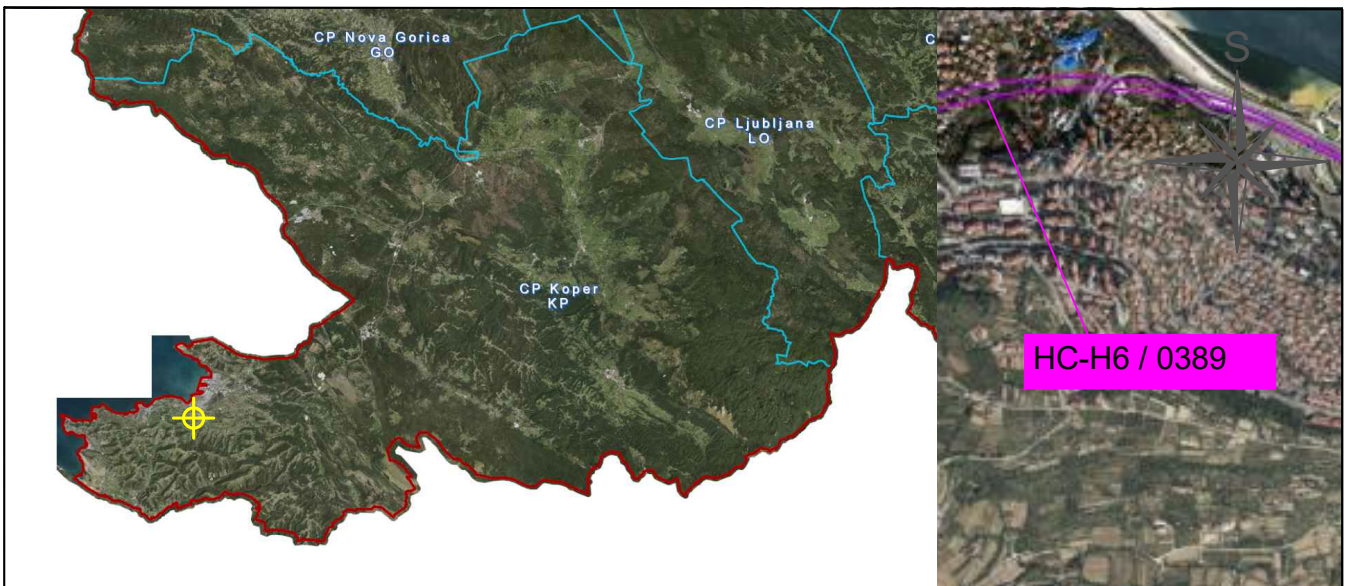 CP Nova Gorica
GO
C
CP Ljubljana
LO
CP Koper
KP
S
HC-H6 / 0389